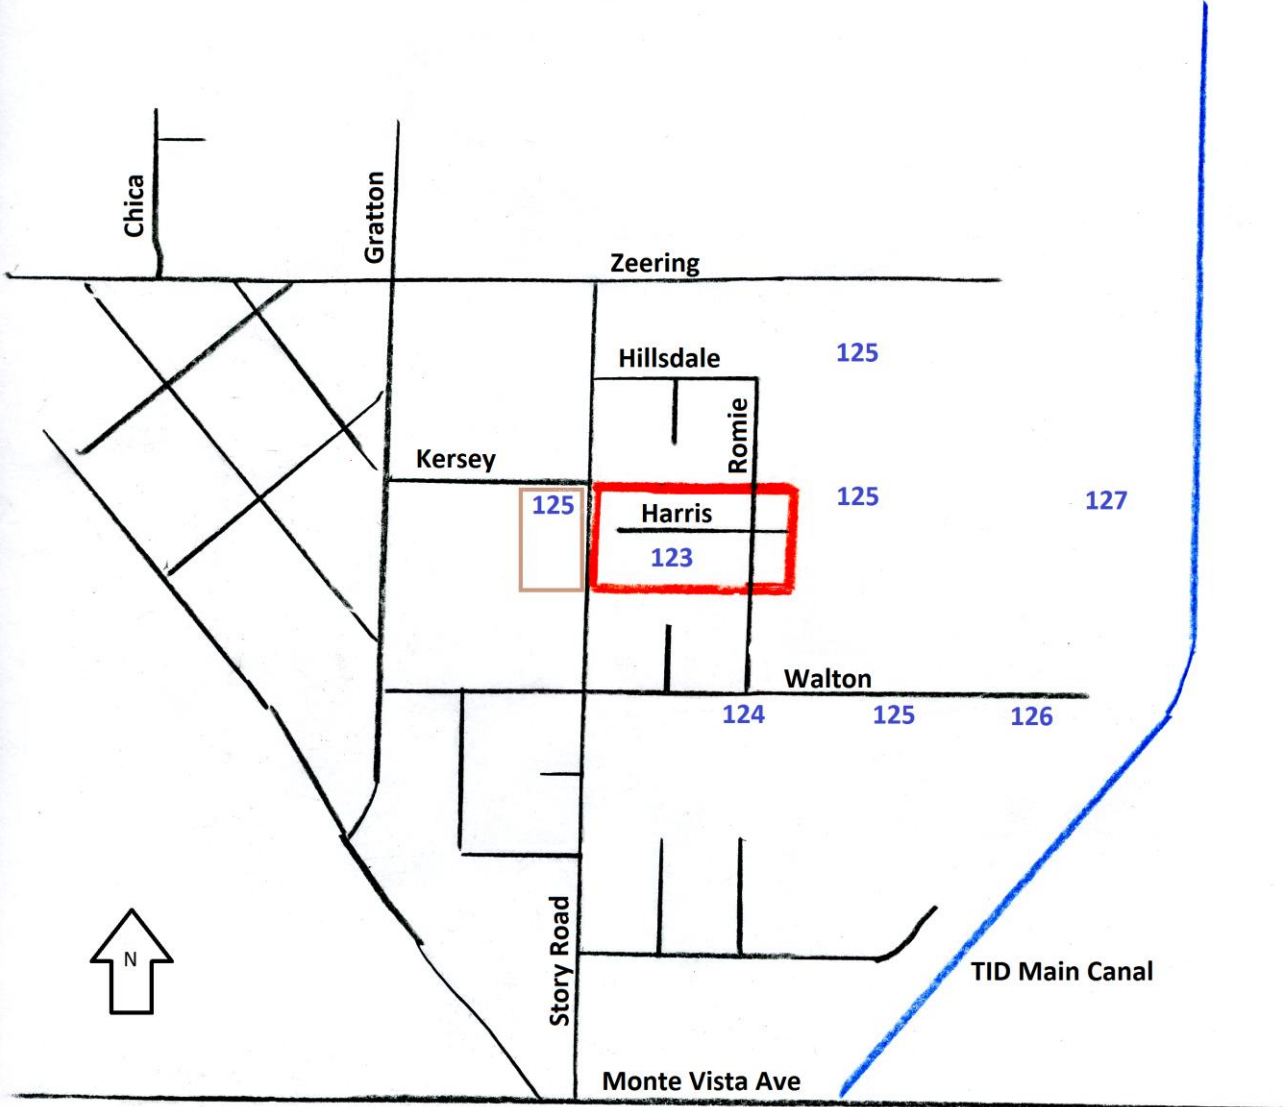 Chica
Gratton
Zeering
Hillsdale
125
Romie
Kersey
125
Harris
125
127
123
Walton
124
125
126
Story Road
N
TID Main Canal
Monte Vista Ave